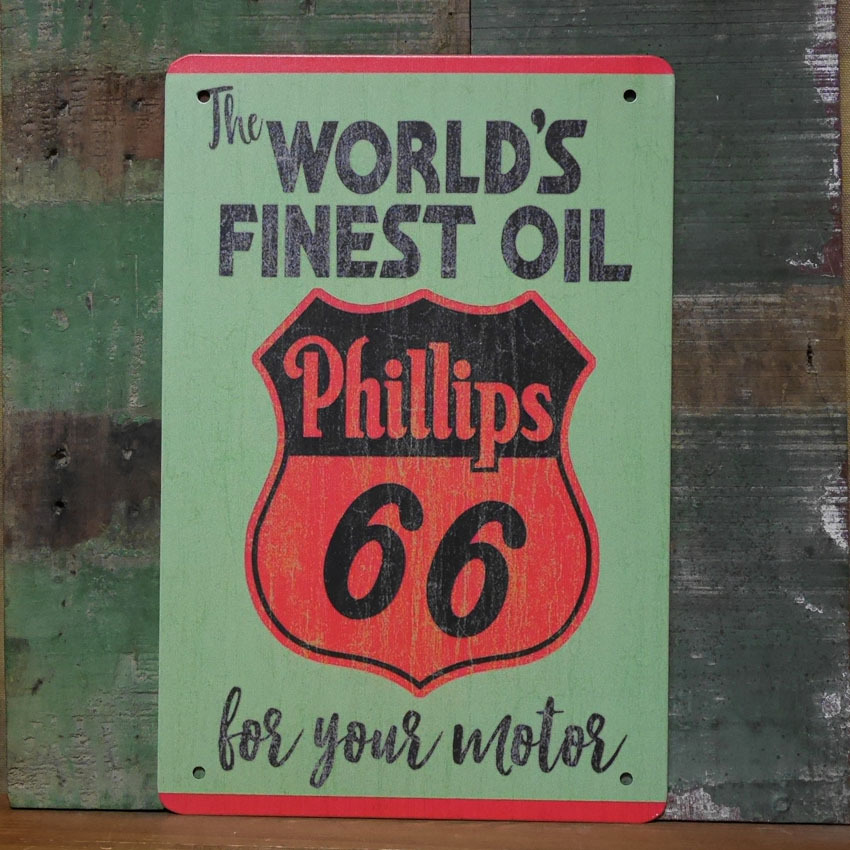 The
WORLD'S
FINEST OIL
Phillips
66
for your motor